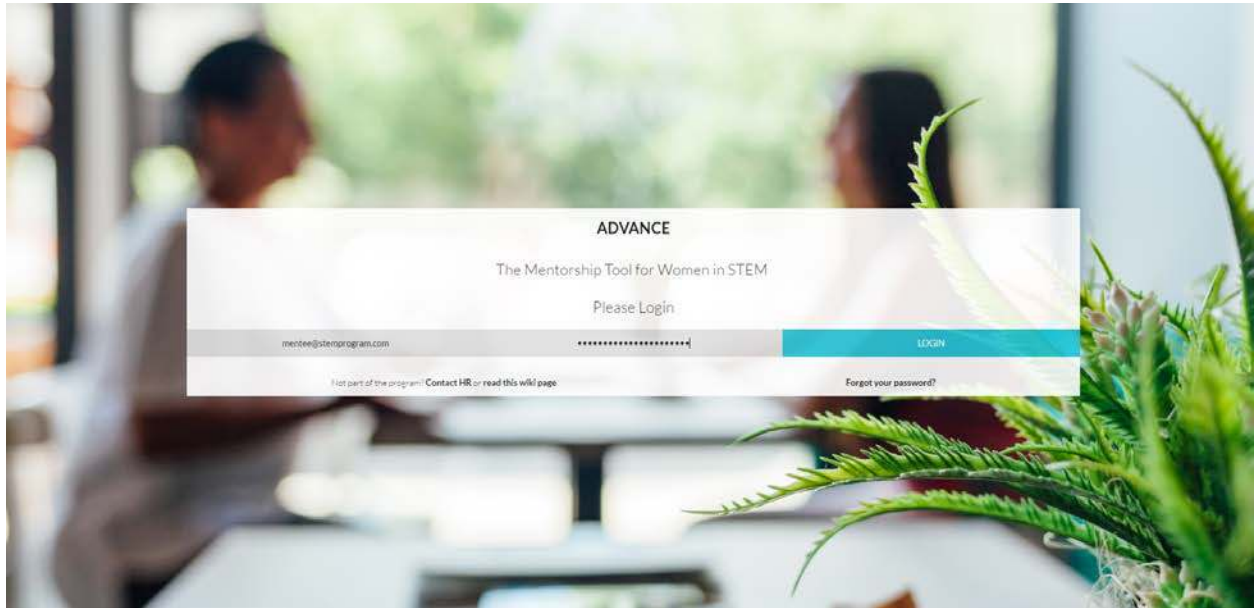 ADVANCE
The Mentorship Tool for Women in STEM
Please Login
mentee@stemprogram.com ••••••••••••••••••••••• LOGIN
Not part of the program? Contact HR or read this wiki page Forgot your password?